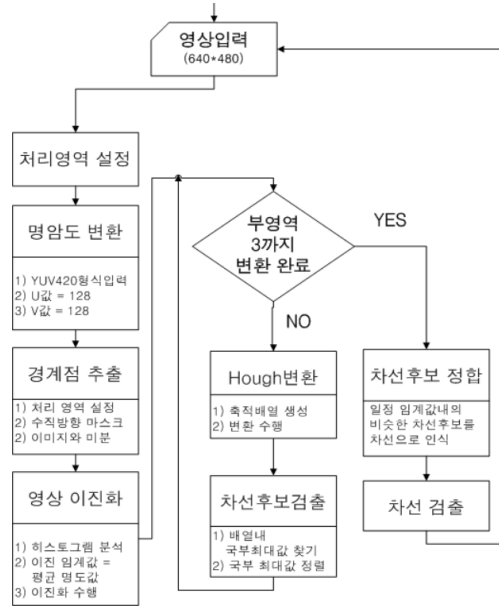 영상입력
(640*480)
처리영역 설정
명암도 변환
1) YUV420형식입력
2) U값 = 128
3) V값 = 128
경계점 추출
1) 처리 영역 설정
2) 수직방향 마스크
2) 이미지와 미분
영상 이진화
1) 히스토그램 분석
2) 이진 임계값 =
평균 명도값
3) 이진화 수행
부영역
3까지
변환 완료
YES
NO
Hough변환
1) 축적배열 생성
2) 변환 수행
차선후보검출
1) 배열내
국부최대값 찾기
2) 국부 최대값 정렬
차선후보 정합
일정 임계값내의
비슷한 차선후보를
차선으로 인식
차선 검출